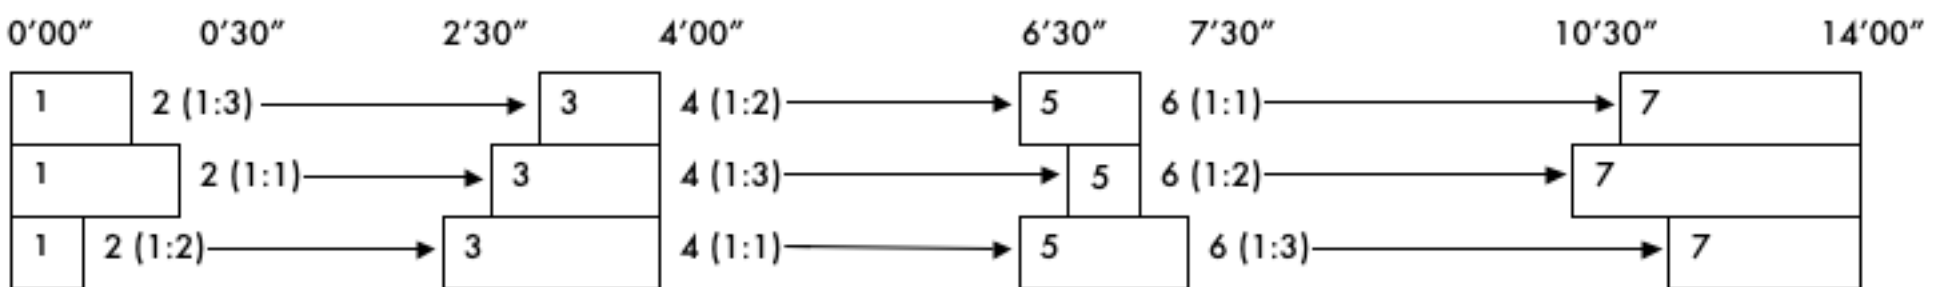 0’00” 0’30” 2’30” 4’00” 6’30” 7’30” 10’30” 14’00”
1 2 (1:3) 3 4 (1:2) 5 6 (1:1) 7
1 2 (1:1) 3 4 (1:3) 5 6 (1:2) 7
1 2 (1:2) 3 4 (1:1) 5 6 (1:3) 7